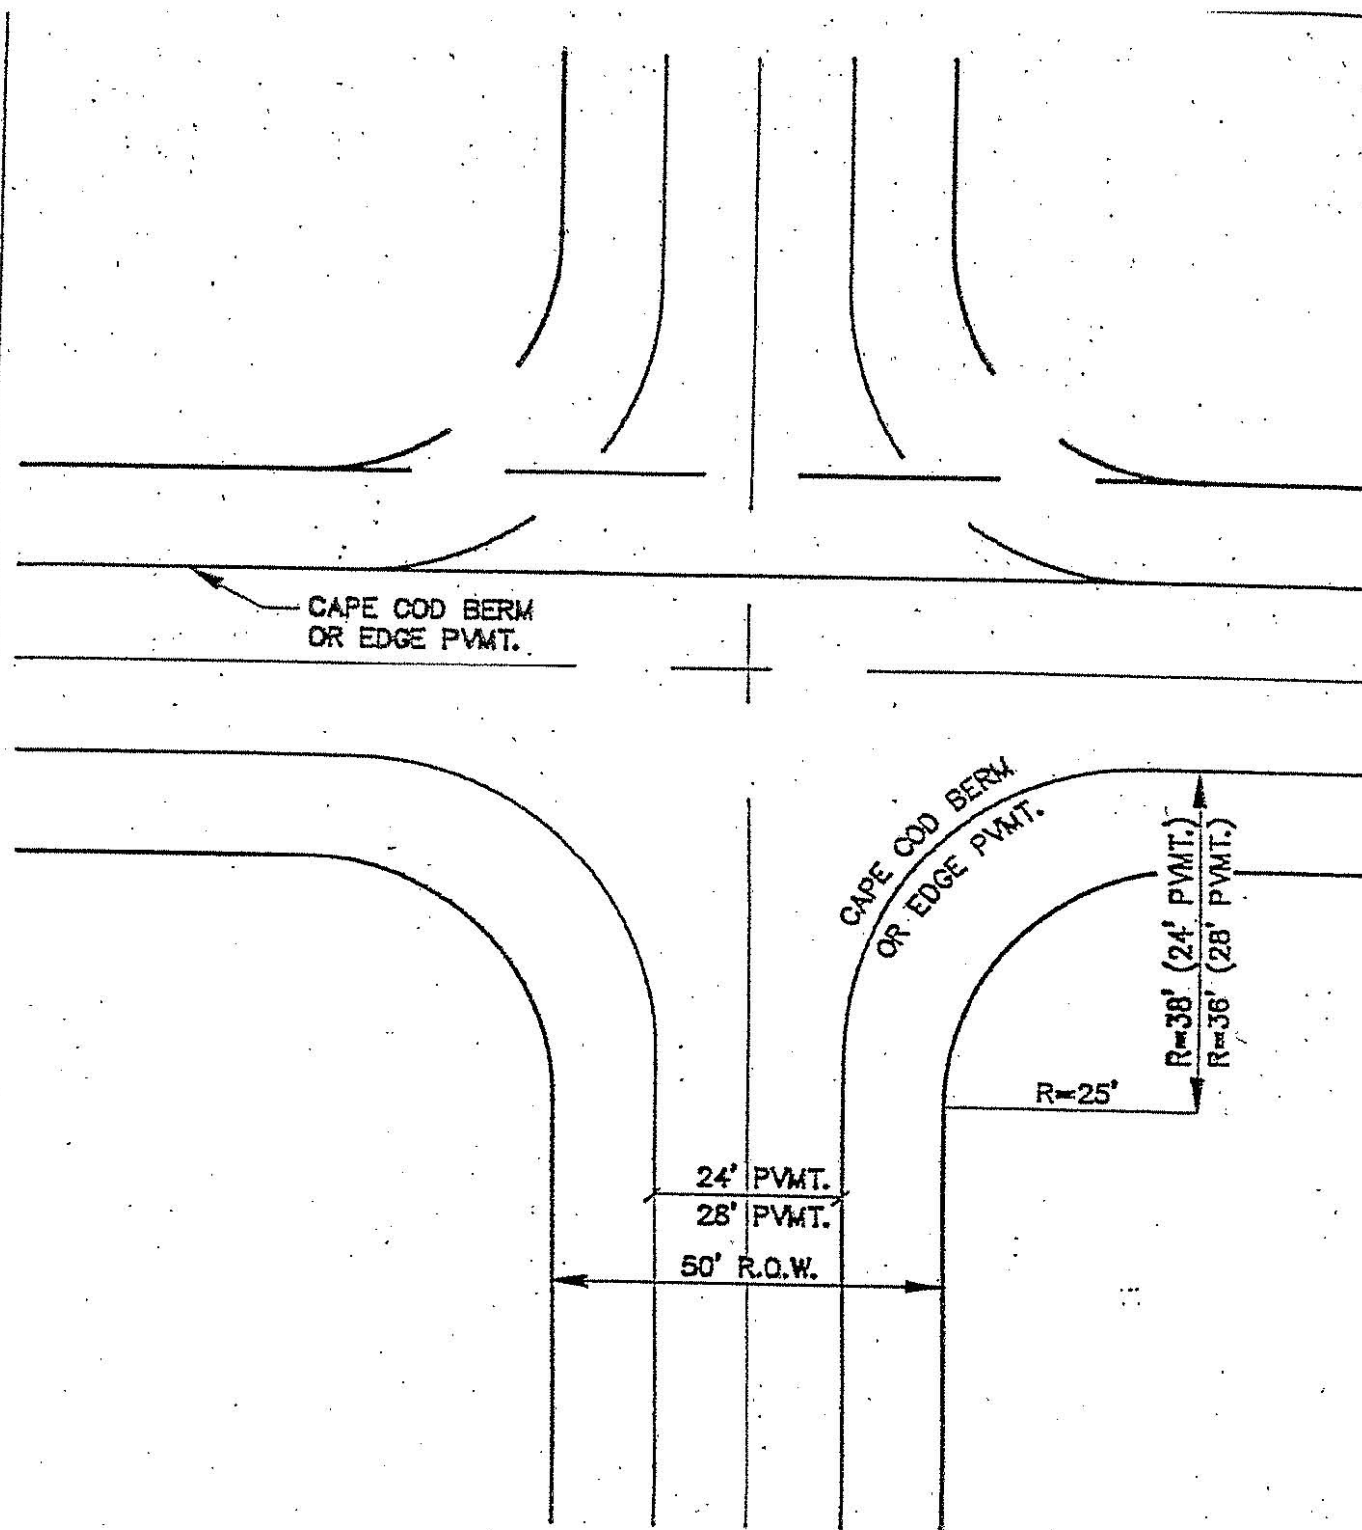 CAPE COD BERM
OR EDGE PVMT.
CAPE COD BERM
OR EDGE PVMT.
R=38' (24' PVMT.)
R=36' (28' PVMT.)
R=25'
24' PVMT.
28' PVMT.
50' R.O.W.